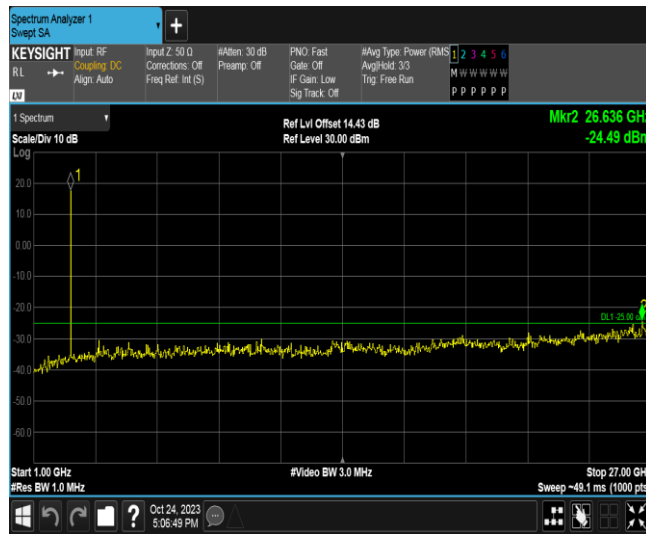 Spectrum Analyzer 1
Swept SA
+
KEYSIGHT
RL
LXI
Input: RF
Coupling: DC
Align: Auto
Input Z: 50 Ω
Corrections: Off
Freq Ref: Int (S)
#Atten: 30 dB
Preamp: Off
PNO: Fast
Gate: Off
IF Gain: Low
Sig Track: Off
#Avg Type: Power (RMS
Avg|Hold: 3/3
Trig: Free Run
1 2 3 4 5 6
M W W W W W
P P P P P P
1 Spectrum
Scale/Div 10 dB
Log
Ref Lvl Offset 14.43 dB
Ref Level 30.00 dBm
Mkr2 26.636 GHz
-24.49 dBm
1
20.0
10.0
0.00
-10.0
-20.0
-30.0
-40.0
-50.0
-60.0
DL1 -25.00
Start 1.00 GHz
#Res BW 1.0 MHz
#Video BW 3.0 MHz
Stop 27.00 GH
Sweep ~49.1 ms (1000 pts
?
Oct 24, 2023
5:06:49 PM